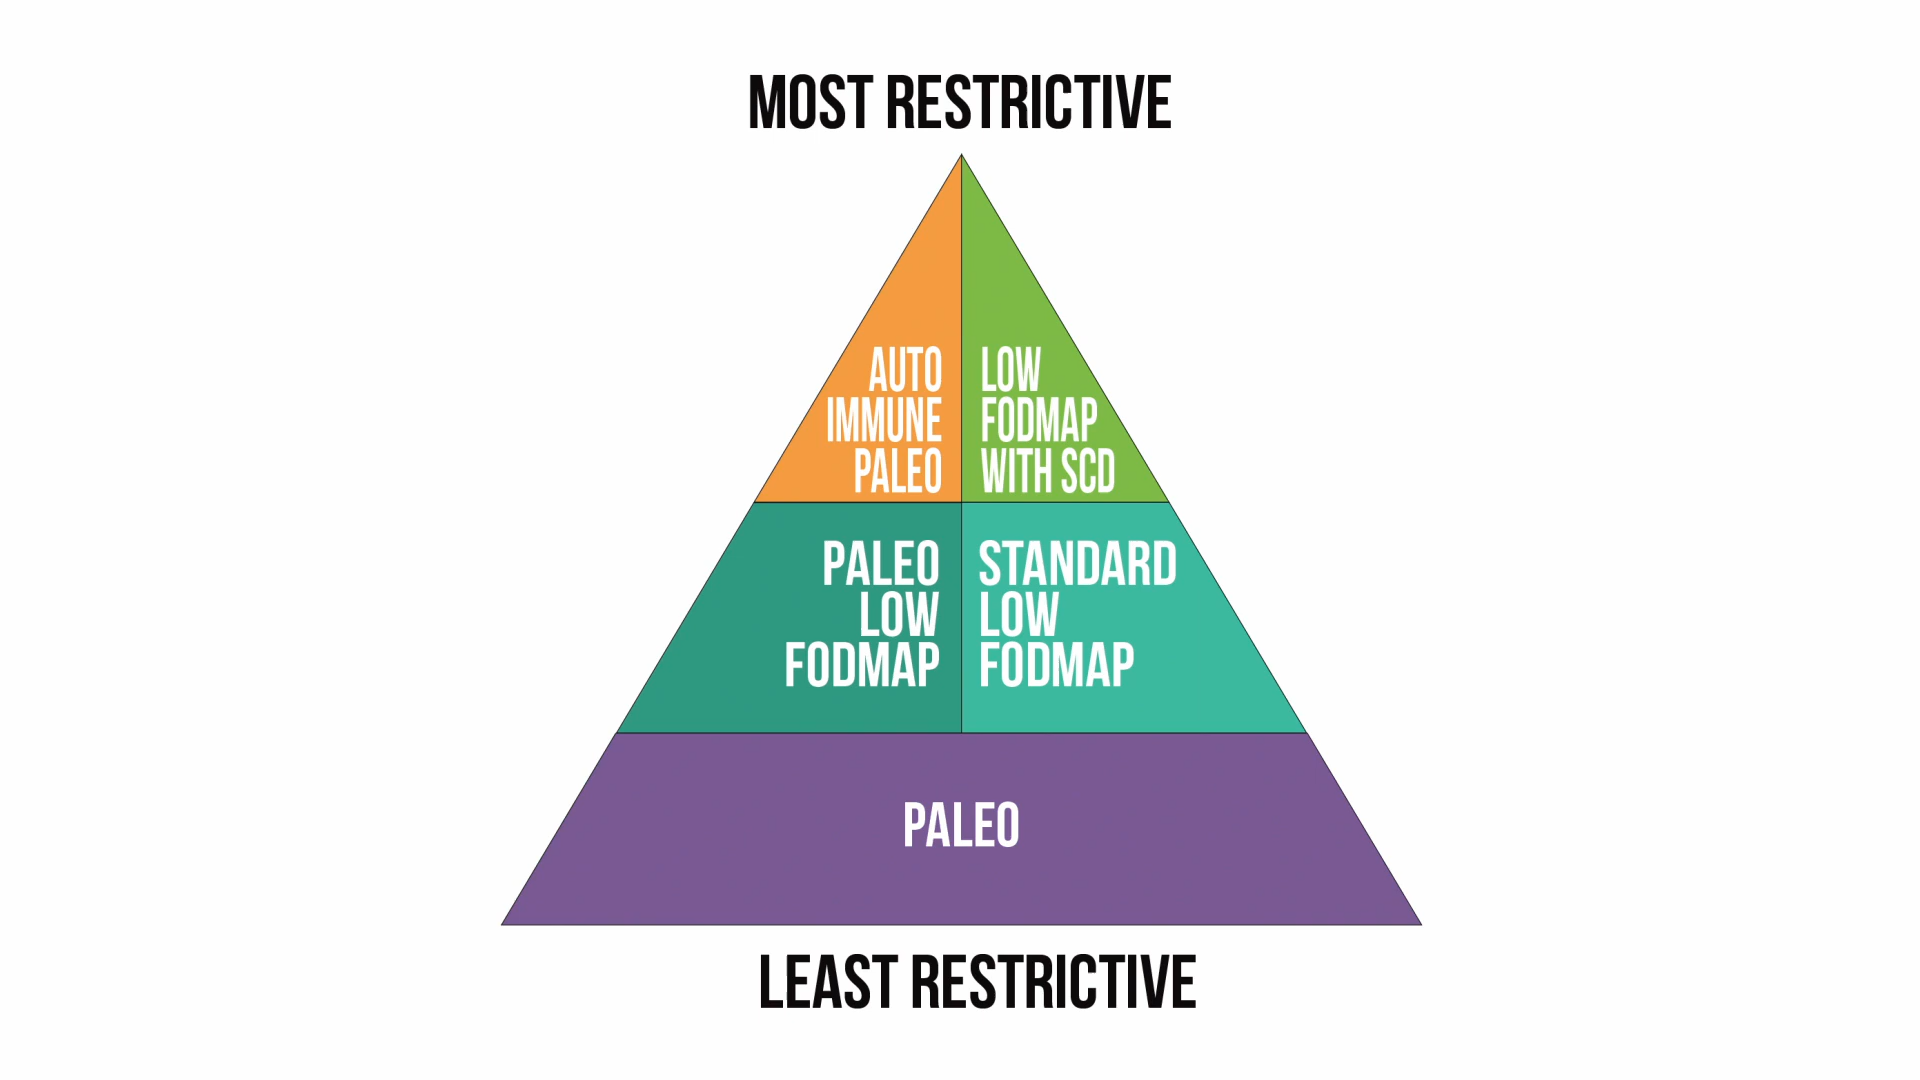 MOST RESTRICTIVE
AUTO
IMMUNE
PALEO
LOW
FODMAP
WITH SCD
PALEO
LOW
FODMAP
STANDARD
LOW
FODMAP
PALEO
LEAST RESTRICTIVE